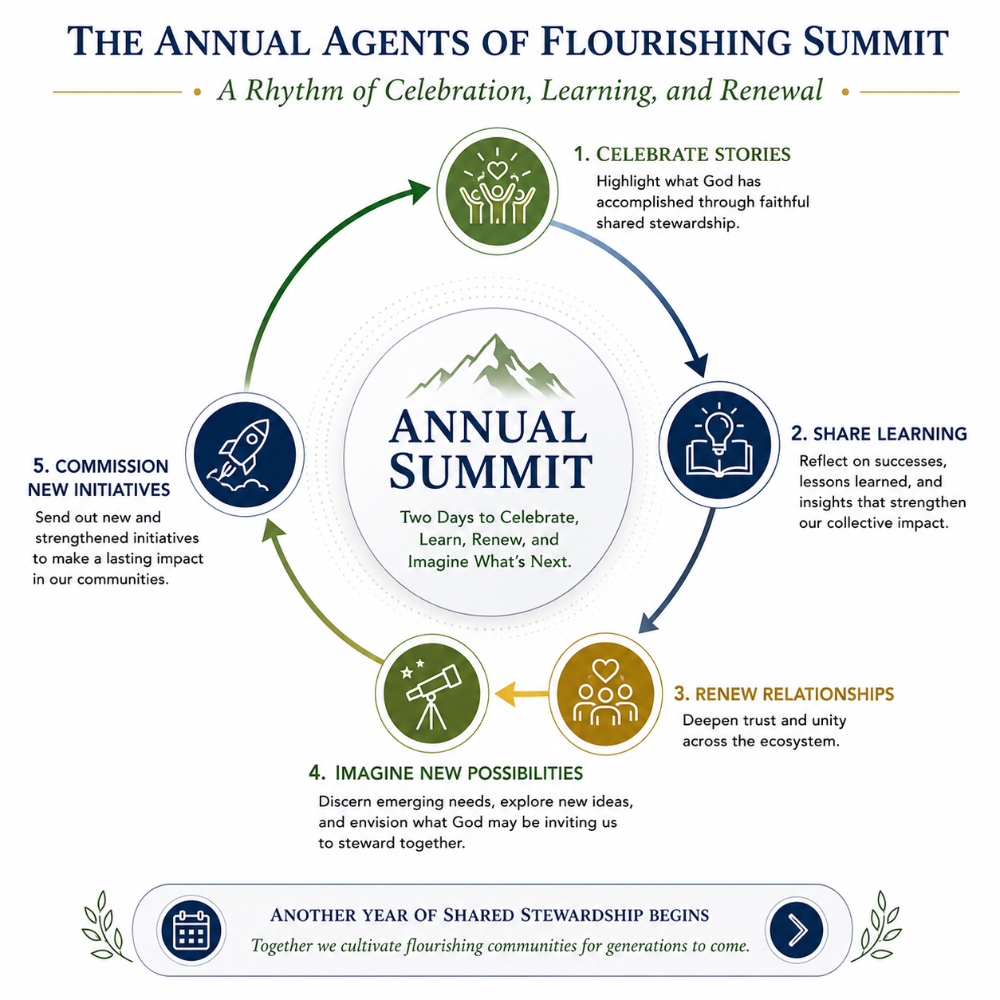 THE ANNUAL AGENTS OF FLOURISHING SUMMIT
A Rhythm of Celebration, Learning, and Renewal
1. CELEBRATE STORIES
Highlight what God has
accomplished through faithful
shared stewardship.
ANNUAL
SUMMIT
Two Days to Celebrate,
Learn, Renew, and
Imagine What's Next.
2. SHARE LEARNING
Reflect on successes,
lessons learned, and
insights that strengthen
our collective impact.
3. RENEW RELATIONSHIPS
Deepen trust and unity
across the ecosystem.
4. IMAGINE NEW POSSIBILITIES
Discern emerging needs, explore new ideas,
and envision what God may be inviting us
to steward together.
5. COMMISSION
NEW INITIATIVES
Send out new and
strengthened initiatives
to make a lasting impact
in our communities.
ANOTHER YEAR OF SHARED STEWARDSHIP BEGINS
Together we cultivate flourishing communities for generations to come.